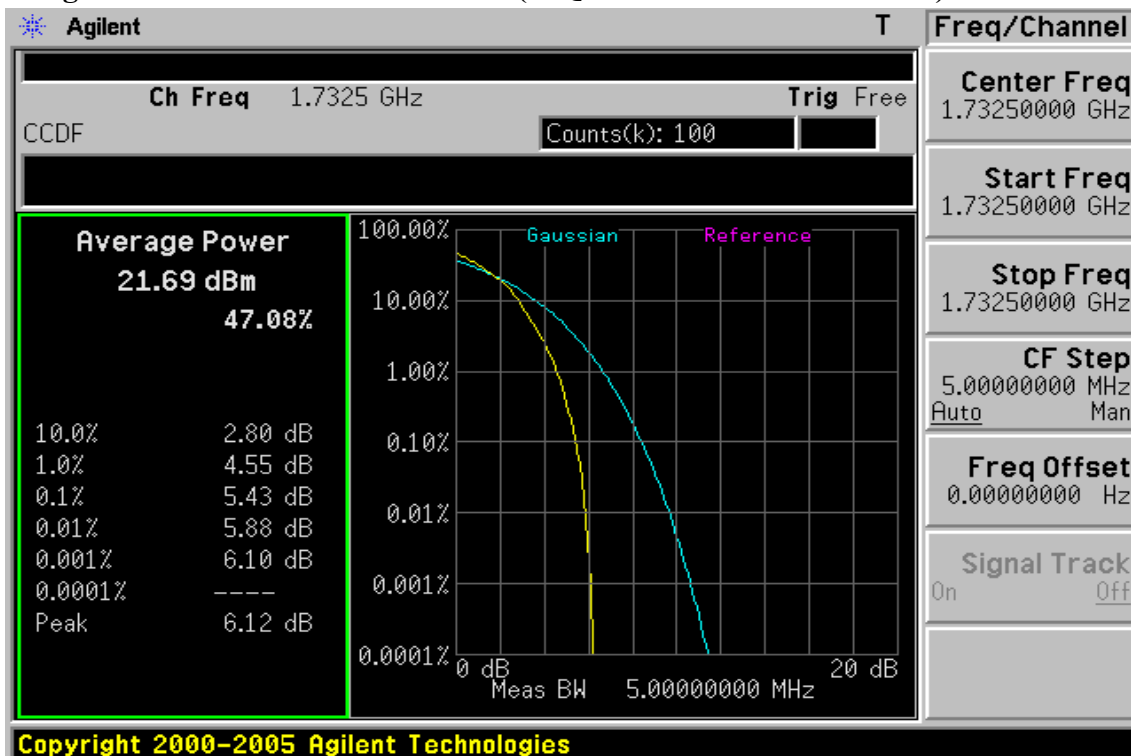 Agilent T
Ch Freq 1.7325 GHz Trig Free
CCDF Counts(k): 100
Average Power
21.69 dBm
47.08%
10.0% 2.80 dB
1.0% 4.55 dB
0.1% 5.43 dB
0.01% 5.88 dB
0.001% 6.10 dB
0.0001% ----
Peak 6.12 dB
100.00%
Gaussian Reference
10.00%
1.00%
0.10%
0.01%
0.001%
0.0001%
0 dB 20 dB
Meas BW 5.00000000 MHz
Freq/Channel
Center Freq
1.73250000 GHz
Start Freq
1.73250000 GHz
Stop Freq
1.73250000 GHz
CF Step
5.00000000 MHz
Auto Man
Freq Offset
0.00000000 Hz
Signal Track
On Off
Copyright 2000-2005 Agilent Technologies